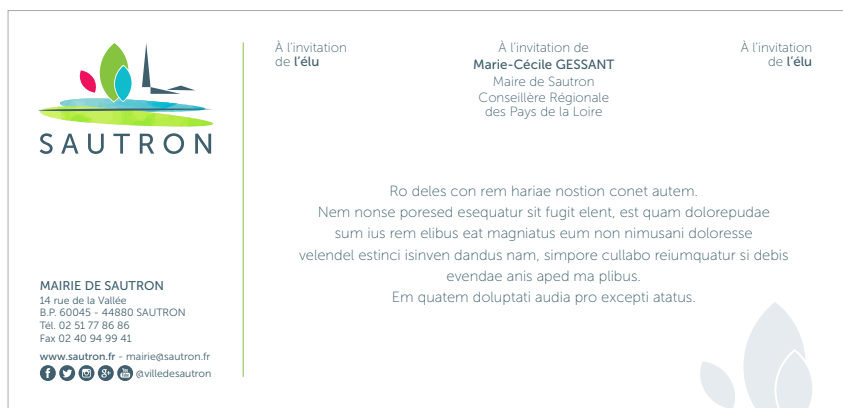 SAUTRON
MAIRIE DE SAUTRON
14 rue de la Vallée
B.P. 60045 - 44880 SAUTRON
Tél. 02 51 77 86 86
Fax 02 40 94 99 41
www.sautron.fr - mairie@sautron.fr
@villedesautron
À l'invitation
de l'élu
À l'invitation de
Marie-Cécile GESSANT
Maire de Sautron
Conseillère Régionale
des Pays de la Loire
À l'invitation
de l'élu
Ro deles con rem hariae nostion conet autem.
Nem nonse poresed esequatur sit fugit elent, est quam dolorepudae
sum ius rem elibus eat magniatus eum non nimusani doloresse
velendel estinci isinven dandus nam, simpore cullabo reiumquatur si debis
evendae anis aped ma plibus.
Em quatem doluptati audia pro excepti atatus.